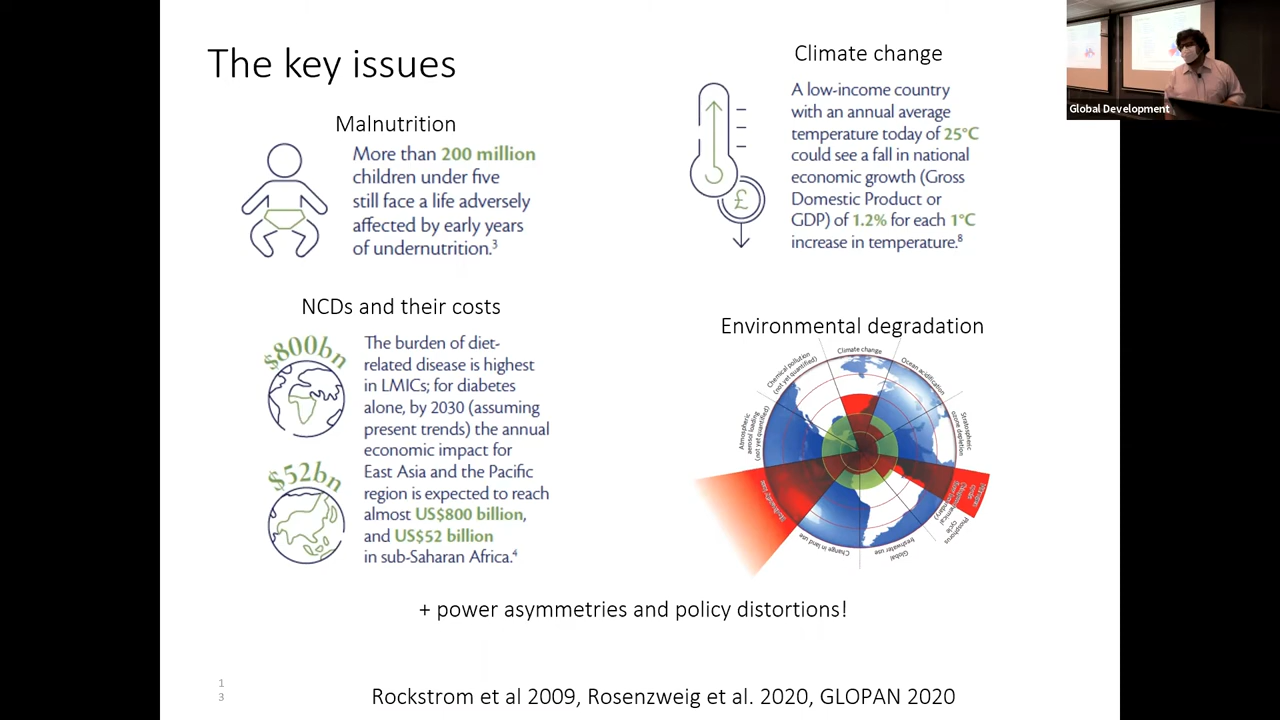 The key issues
Malnutrition
More than 200 million
children under five
still face a life adversely
affected by early years
of undernutrition.³
NCDs and their costs
$800bn
$52bn
The burden of diet-
related disease is highest
in LMICs; for diabetes
alone, by 2030 (assuming
present trends) the annual
economic impact for
East Asia and the Pacific
region is expected to reach
almost US$800 billion,
and US$52 billion
in sub-Saharan Africa.⁴
Climate change
£
A low-income country
with an annual average
temperature today of 25°C
could see a fall in national
economic growth (Gross
Domestic Product or
GDP) of 1.2% for each 1°C
increase in temperature.⁸
Environmental degradation
Climate change
Ocean acidification
Stratospheric
ozone depletion
Phosphorus
cycle
Global
freshwater use
Change in land use
Atmospheric
aerosol loading
(not yet quantified)
Chemical pollution
(not yet quantified)
+ power asymmetries and policy distortions!
1
3
Rockstrom et al 2009, Rosenzweig et al. 2020, GLOPAN 2020
Global Development